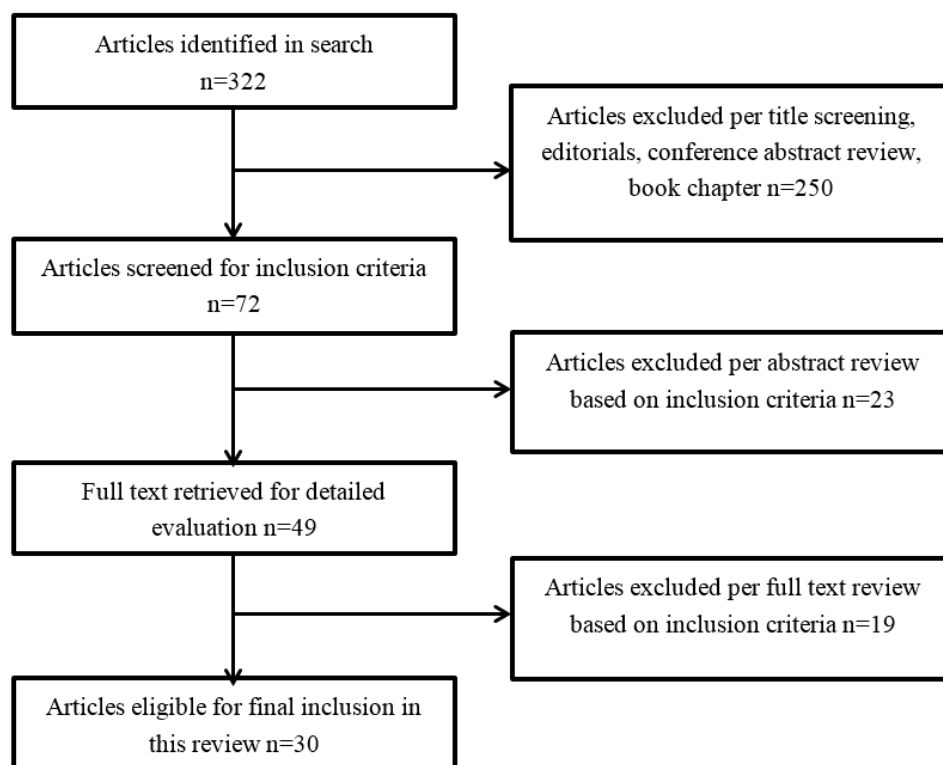 Articles identified in search
n=322
Articles excluded per title screening,
editorials, conference abstract review,
book chapter n=250
Articles screened for inclusion criteria
n=72
Articles excluded per abstract review
based on inclusion criteria n=23
Full text retrieved for detailed
evaluation n=49
Articles excluded per full text review
based on inclusion criteria n=19
Articles eligible for final inclusion in
this review n=30